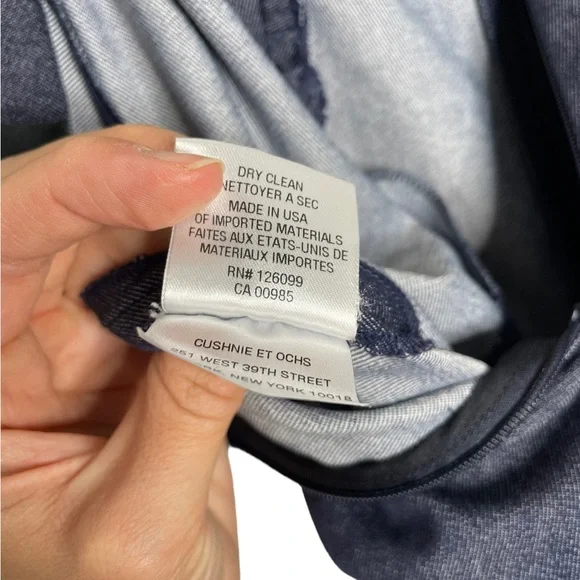 DRY CLEAN
NETTOYER A SEC
MADE IN USA
OF IMPORTED MATERIALS
FAITES AUX ETATS-UNIS DE
MATERIAUX IMPORTES
RN# 126099
CA 00985
CUSHNIE ET OCHS
WEST 39TH STREET
NEW YORK 10018